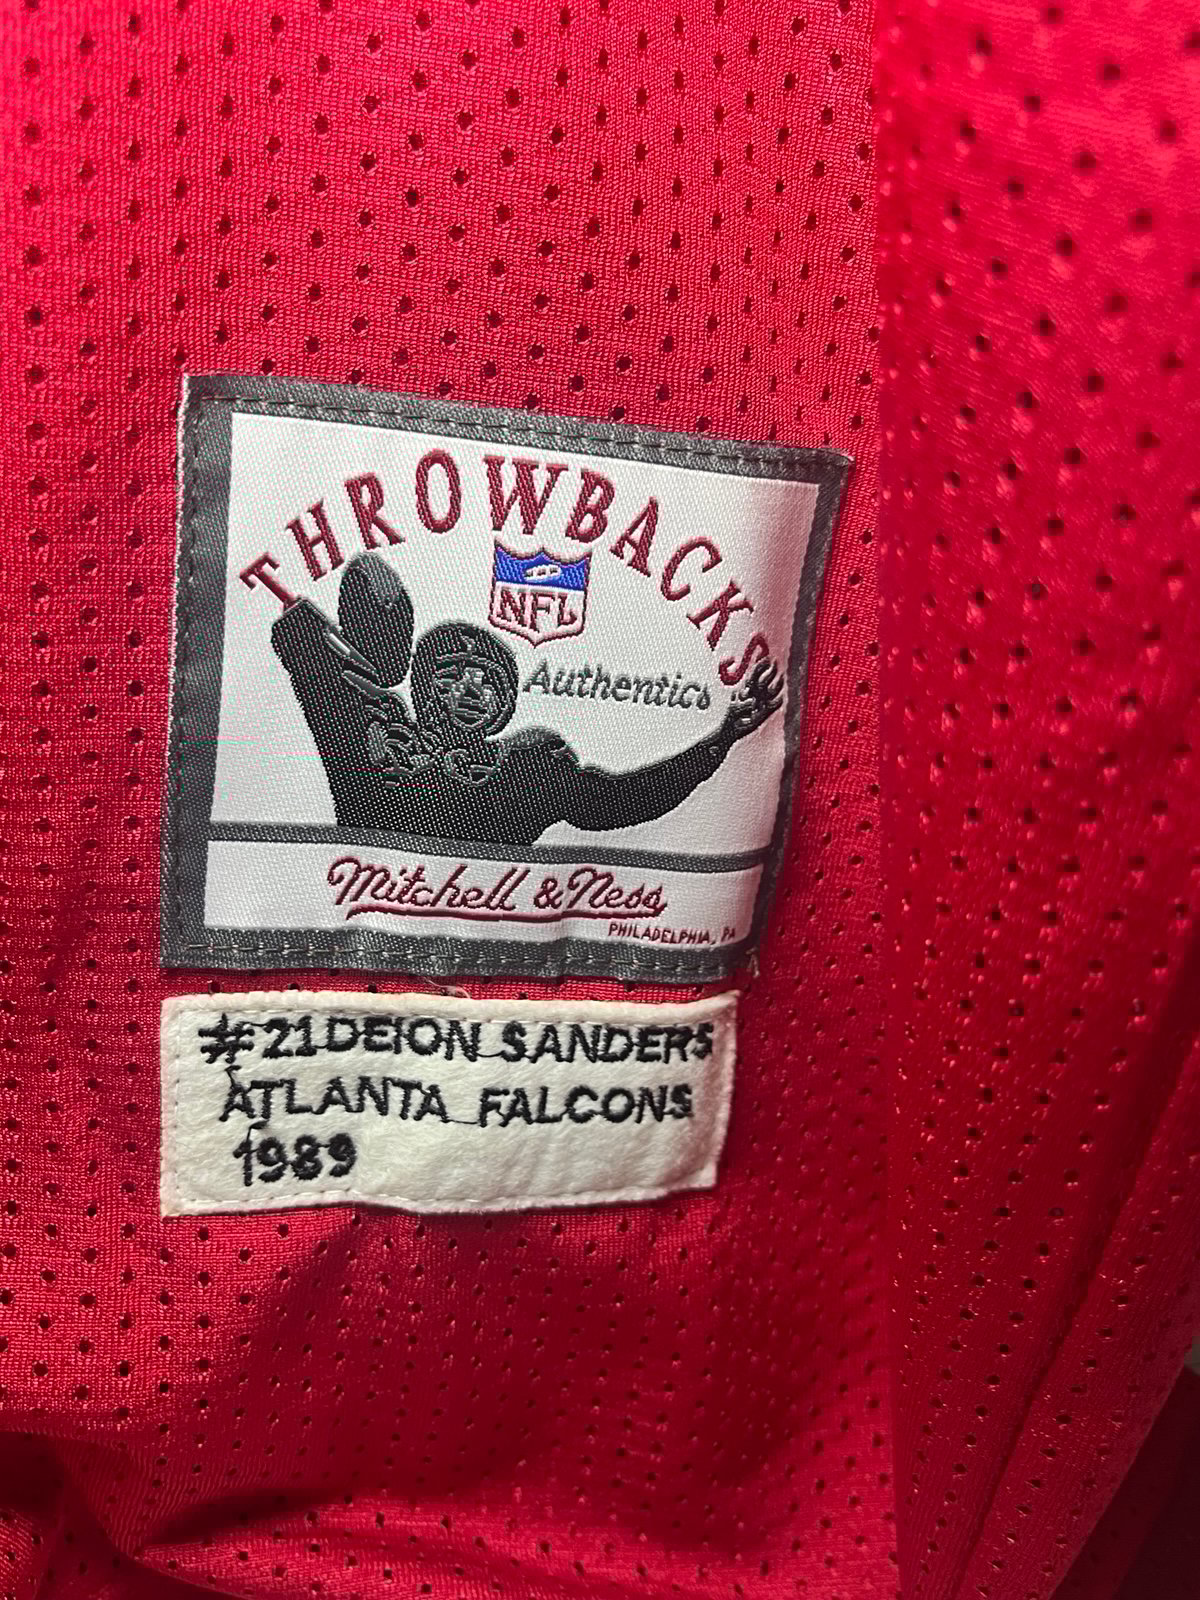 THROWBACKS
NFL
Authentics
Mitchell & Ness
PHILADELPHIA, PA
#21DEION SANDERS
ATLANTA FALCONS
1989